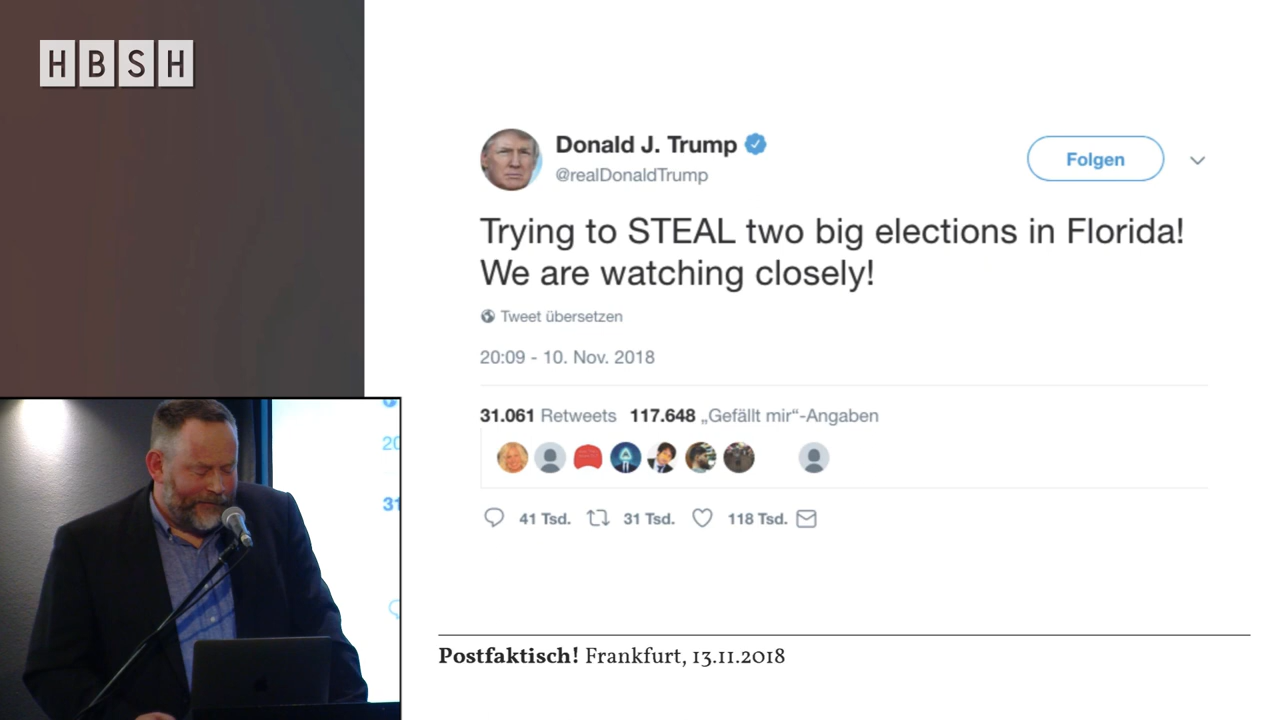 HBSH
Donald J. Trump
@realDonaldTrump
Folgen
Trying to STEAL two big elections in Florida!
We are watching closely!
Tweet übersetzen
20:09 - 10. Nov. 2018
31.061 Retweets 117.648 „Gefällt mir“-Angaben
41 Tsd. 31 Tsd. 118 Tsd.
20
31
Postfaktisch! Frankfurt, 13.11.2018